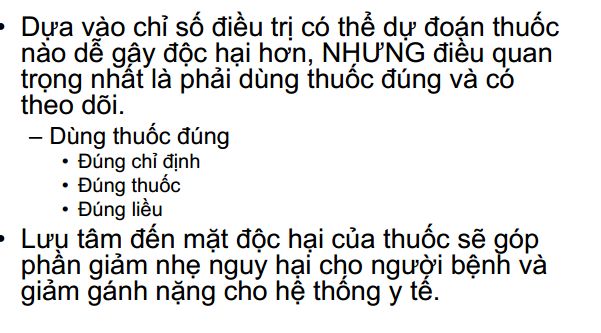 • Dựa vào chỉ số điều trị có thể dự đoán thuốc
nào dễ gây độc hại hơn, NHƯNG điều quan
trọng nhất là phải dùng thuốc đúng và có
theo dõi.
– Dùng thuốc đúng
• Đúng chỉ định
• Đúng thuốc
• Đúng liều
• Lưu tâm đến mặt độc hại của thuốc sẽ góp
phần giảm nhẹ nguy hại cho người bệnh và
giảm gánh nặng cho hệ thống y tế.